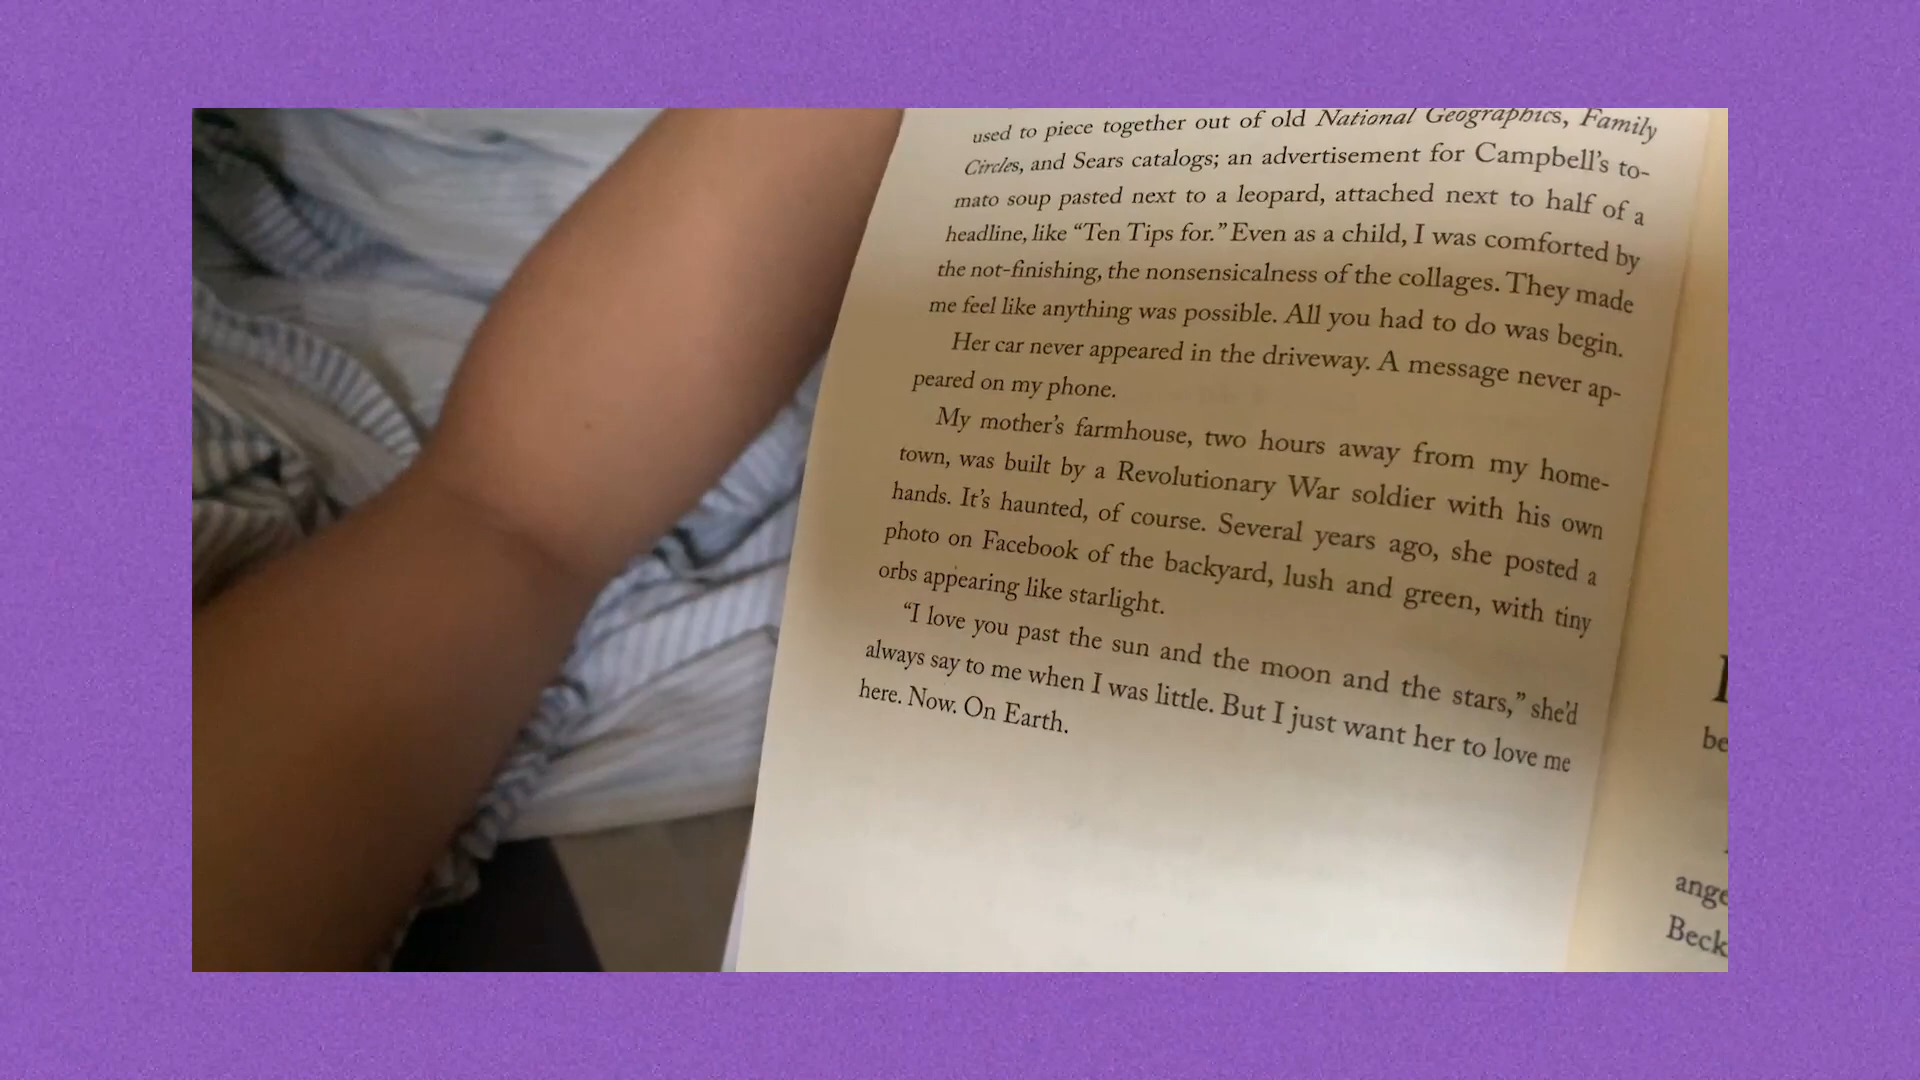 used to piece together out of old National Geographics, Family
Circles, and Sears catalogs; an advertisement for Campbell's to-
mato soup pasted next to a leopard, attached next to half of a
headline, like “Ten Tips for.” Even as a child, I was comforted by
the not-finishing, the nonsensicalness of the collages. They made
me feel like anything was possible. All you had to do was begin.
Her car never appeared in the driveway. A message never ap-
peared on my phone.
My mother's farmhouse, two hours away from my home-
town, was built by a Revolutionary War soldier with his own
hands. It's haunted, of course. Several years ago, she posted a
photo on Facebook of the backyard, lush and green, with tiny
orbs appearing like starlight.
“I love you past the sun and the moon and the stars,” she'd
always say to me when I was little. But I just want her to love me
here. Now. On Earth.
be
ange
Beck